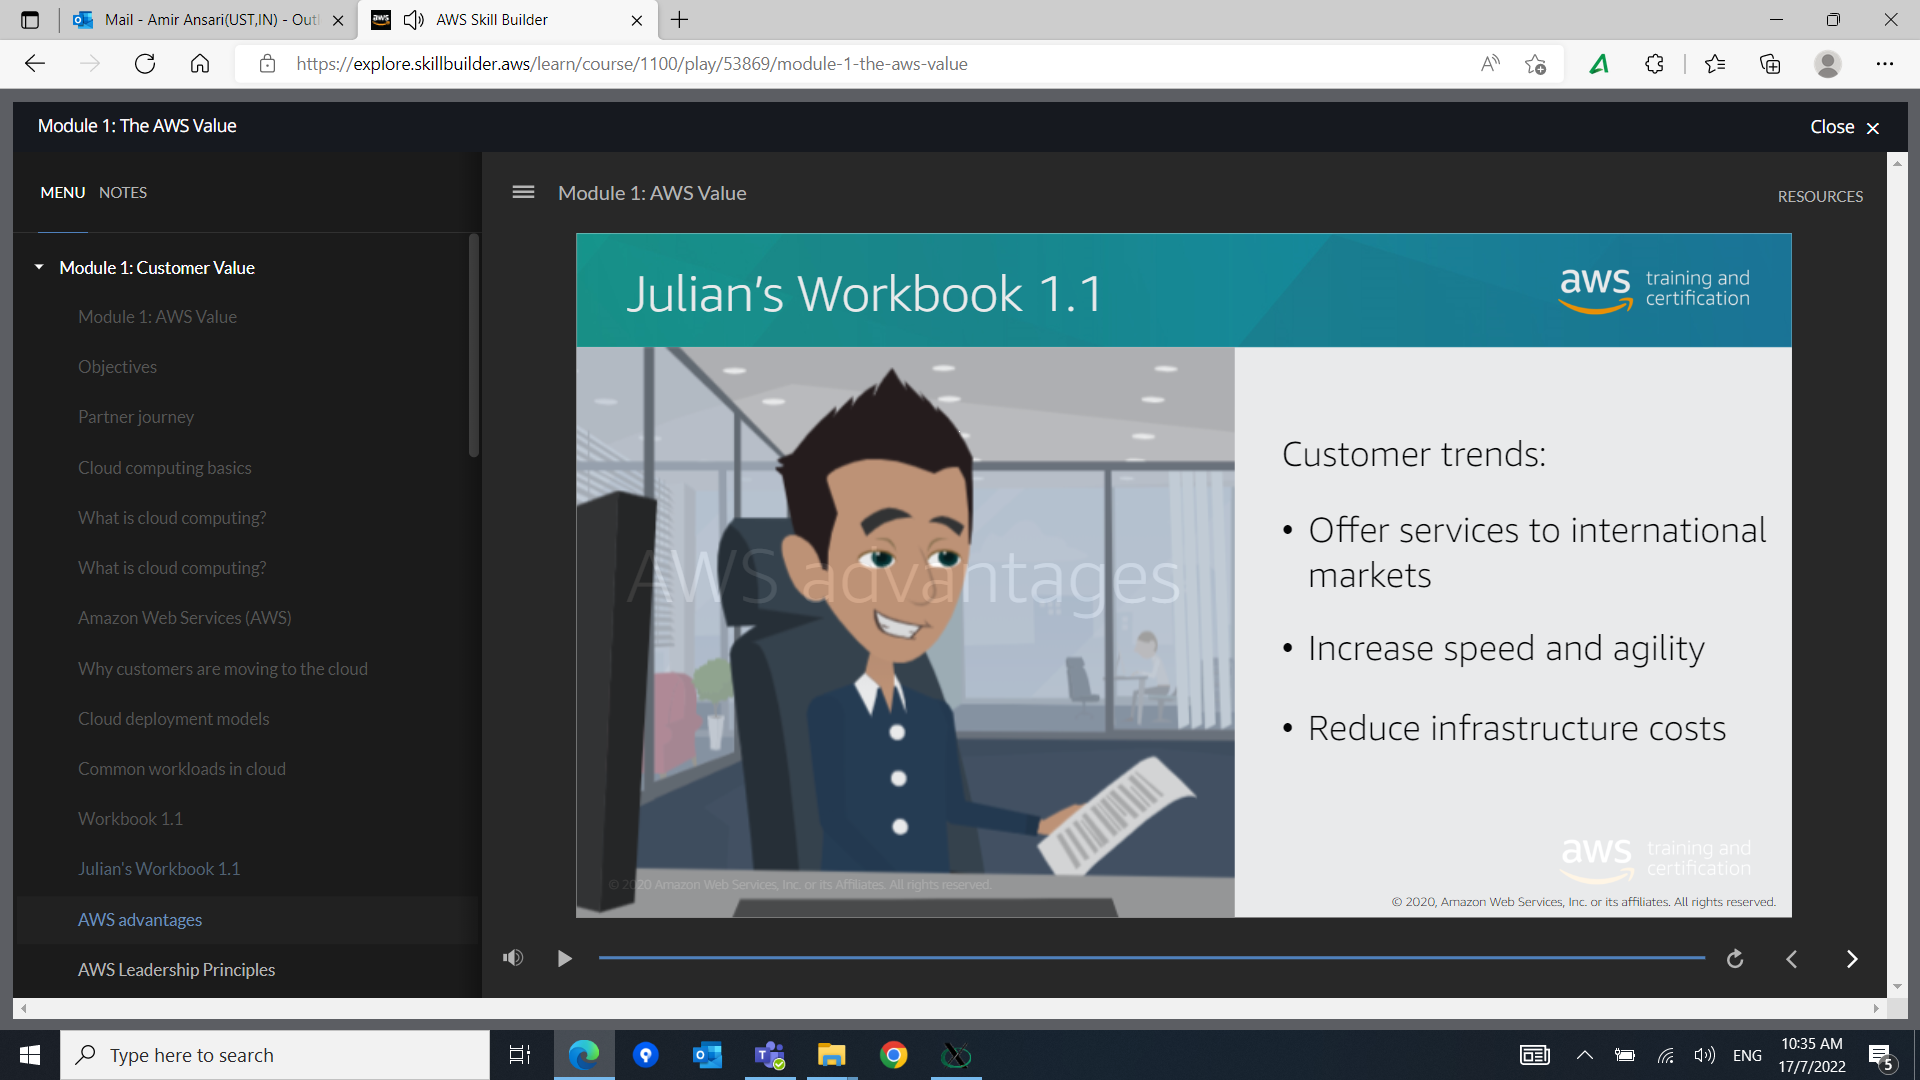 Mail - Amir Ansari(UST,IN) - Out
AWS Skill Builder
https://explore.skillbuilder.aws/learn/course/1100/play/53869/module-1-the-aws-value
Module 1: The AWS Value
Close
MENU NOTES
Module 1: AWS Value
RESOURCES
Module 1: Customer Value
Module 1: AWS Value
Objectives
Partner journey
Cloud computing basics
What is cloud computing?
What is cloud computing?
Amazon Web Services (AWS)
Why customers are moving to the cloud
Cloud deployment models
Common workloads in cloud
Workbook 1.1
Julian's Workbook 1.1
AWS advantages
AWS Leadership Principles
Julian's Workbook 1.1
aws training and
certification
AWS advantages
Customer trends:
• Offer services to international
markets
• Increase speed and agility
• Reduce infrastructure costs
aws training and
certification
© 2020 Amazon Web Services, Inc. or its Affiliates. All rights reserved.
© 2020, Amazon Web Services, Inc. or its affiliates. All rights reserved.
Type here to search
ENG
10:35 AM
17/7/2022
5